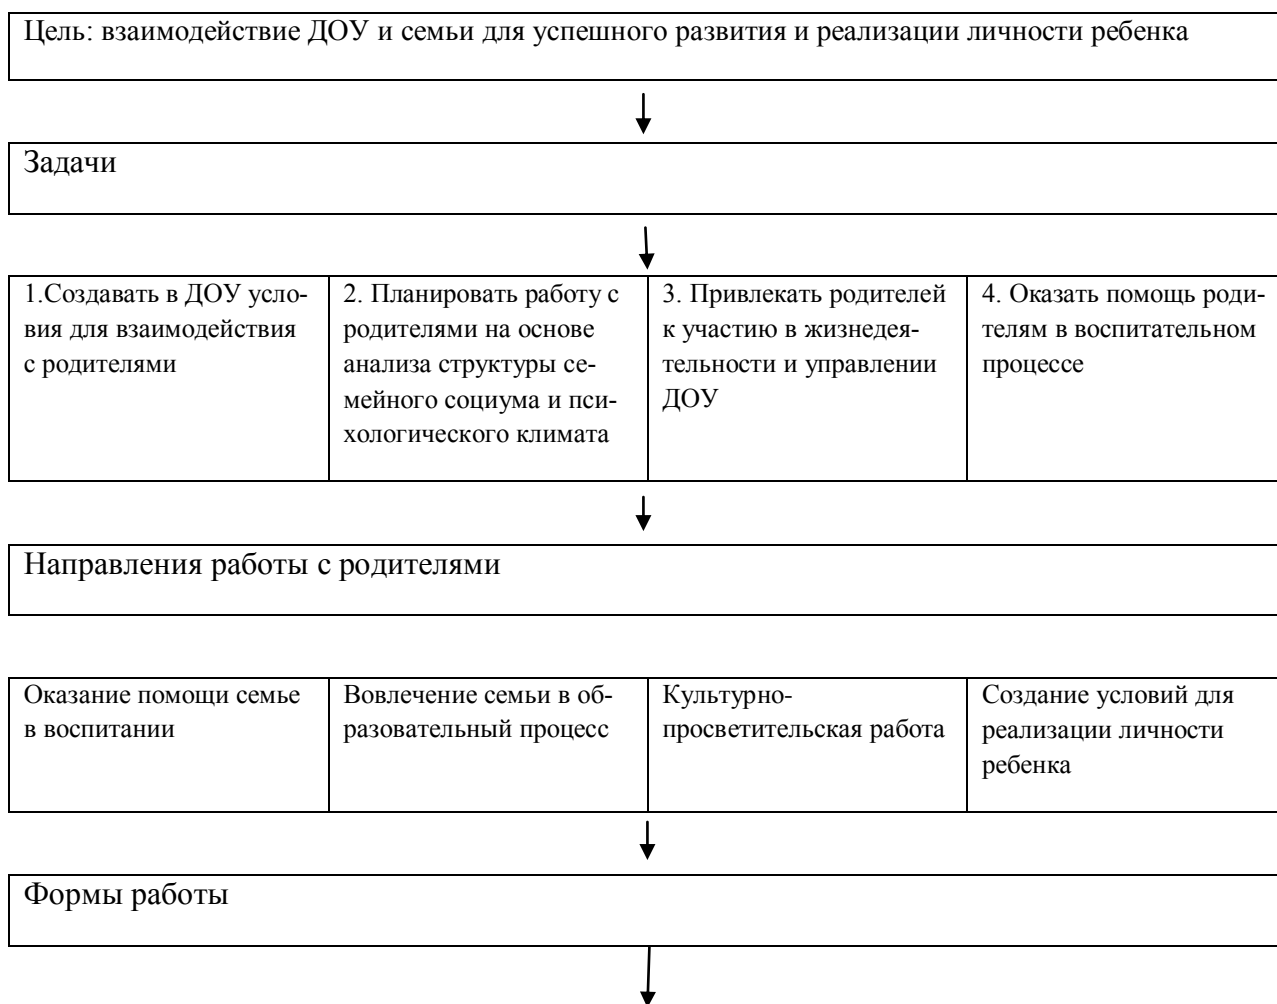 Цель: взаимодействие ДОУ и семьи для успешного развития и реализации личности ребенка
Задачи
1.Создавать в ДОУ усло-
вия для взаимодействия
с родителями
2. Планировать работу с
родителями на основе
анализа структуры се-
мейного социума и пси-
хологического климата
3. Привлекать родителей
к участию в жизнедея-
тельности и управлении
ДОУ
4. Оказать помощь роди-
телям в воспитательном
процессе
Направления работы с родителями
Оказание помощи семье
в воспитании
Вовлечение семьи в об-
разовательный процесс
Культурно-
просветительская работа
Создание условий для
реализации личности
ребенка
Формы работы